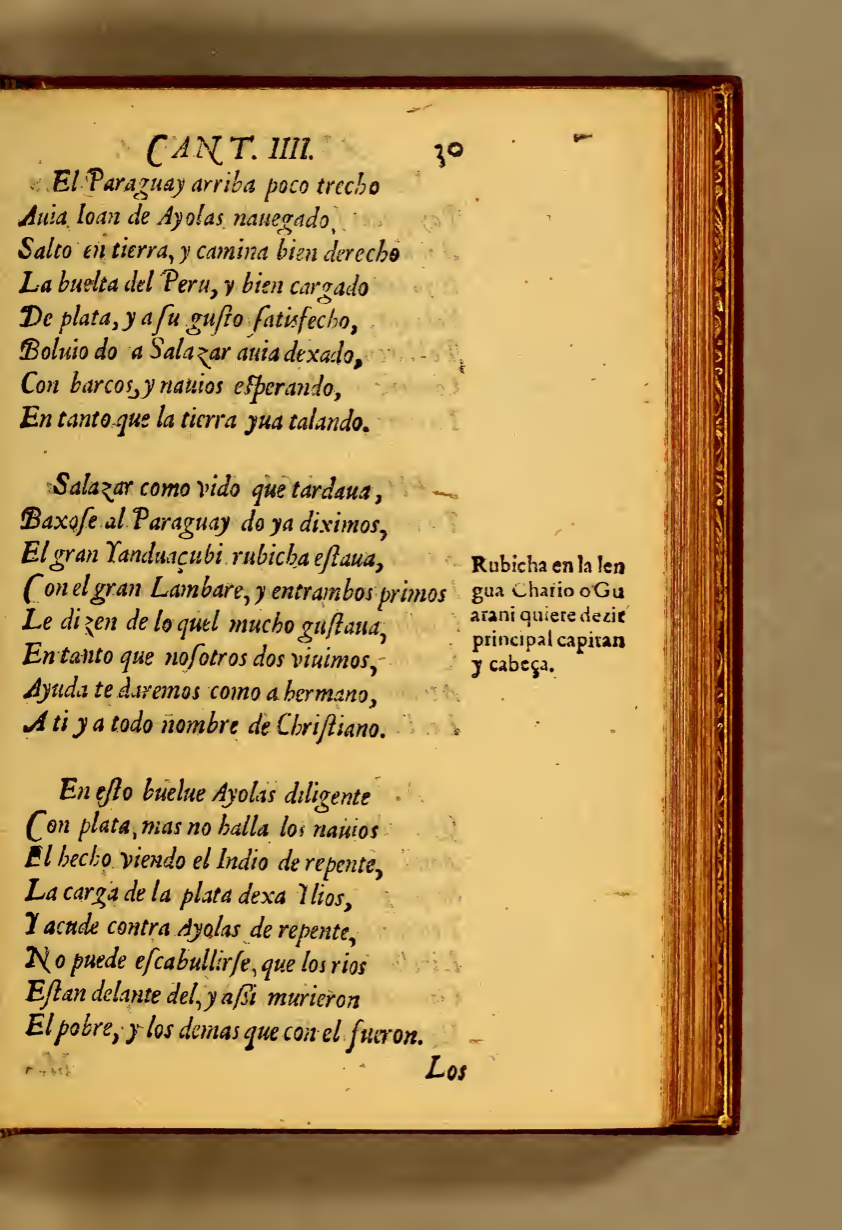 CANT. IIII. 30
El Paraguay arriba poco trecho
Auia Ioan de Ayolas nauegado,
Salto en tierra, y camina bien derecho
La buelta del Peru, y bien cargado
De plata, y a ſu guſto ſatisfecho,
Boluio do a Salazar auia dexado,
Con barcos, y nauios eſperando,
En tanto que la tierra yua talando.
Salazar como vido que tardaua,
Baxoſe al Paraguay do ya diximos,
El gran Yanduaçubi rubicha eſtaua,
Con el gran Lambare, y entrambos primos
Le dizen de lo quel mucho guſtaua,
En tanto que noſotros dos viuimos,
Ayuda te daremos como a hermano,
A ti y a todo nombre de Chriſtiano.
Rubicha en la len
gua Chario o Gu
arani quiere dezir
principal capitan
y cabeça.
En eſto buelue Ayolas diligente
Con plata, mas no halla los nauios
El hecho viendo el Indio de repente,
La carga de la plata dexa Ilios,
Y acude contra Ayolas de repente,
No puede eſcabullirſe, que los rios
Eſtan delante del, y aſsi murieron
El pobre, y los demas que con el fueron.
Los